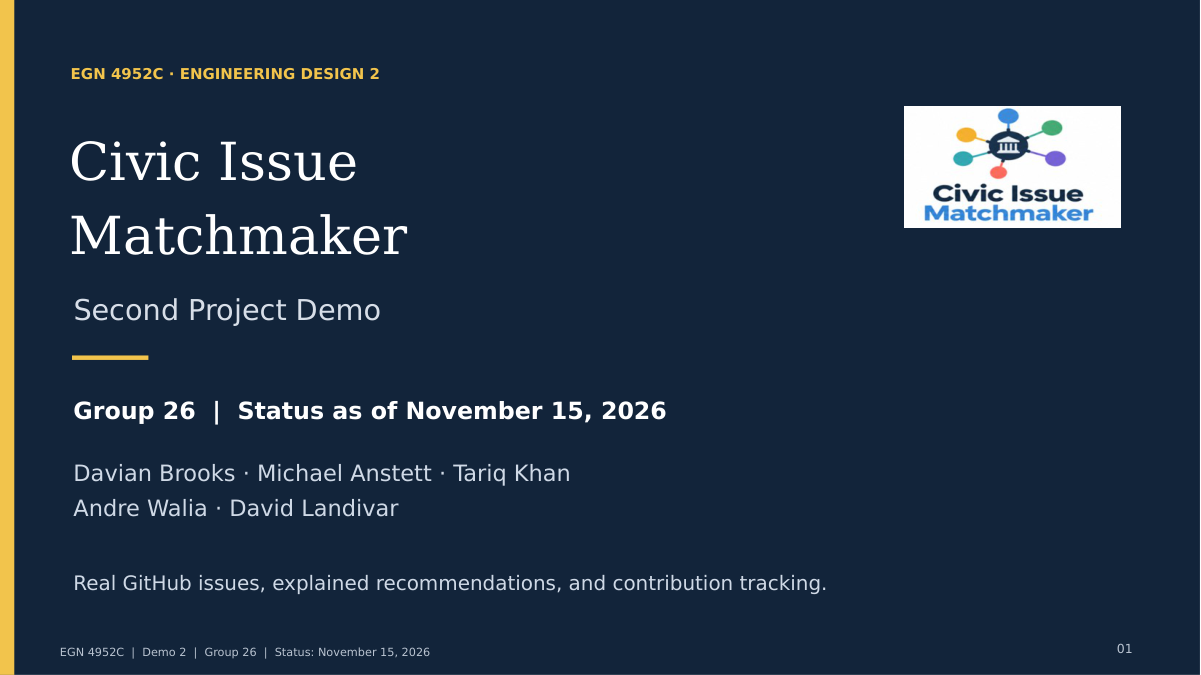 EGN 4952C · ENGINEERING DESIGN 2
Civic Issue
Matchmaker
Civic Issue
Matchmaker
Second Project Demo
Group 26 | Status as of November 15, 2026
Davian Brooks · Michael Anstett · Tariq Khan
Andre Walia · David Landivar
Real GitHub issues, explained recommendations, and contribution tracking.
EGN 4952C | Demo 2 | Group 26 | Status: November 15, 2026
01